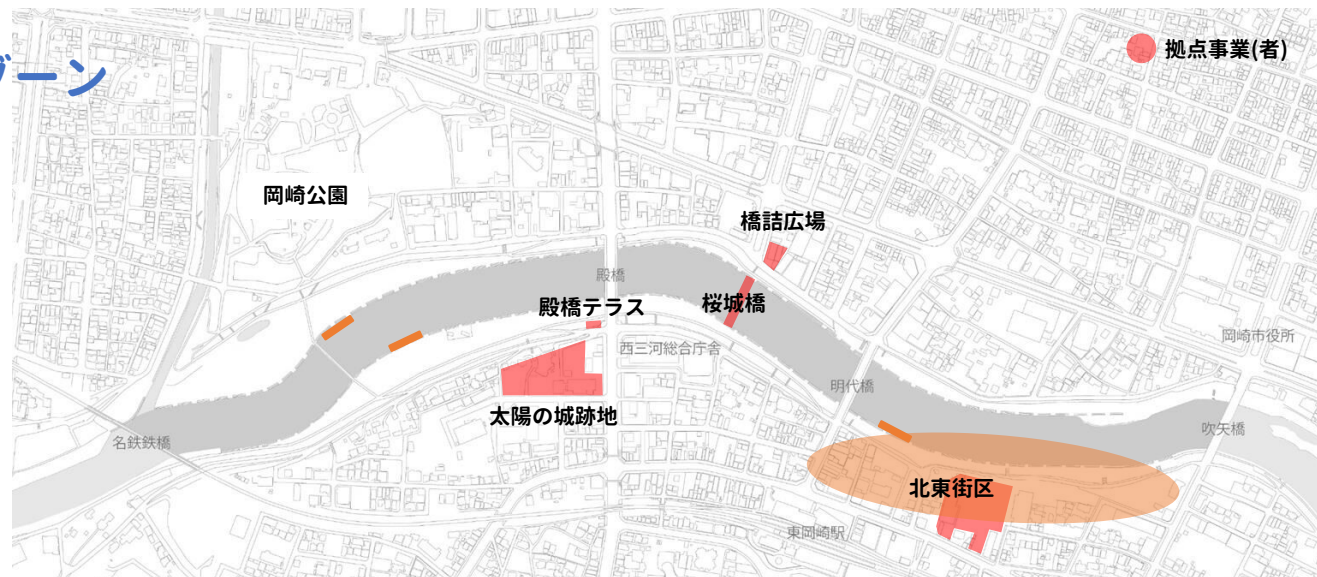 ゾーン
拠点事業(者)
岡崎公園
橋詰広場
殿橋
殿橋テラス
桜城橋
西三河総合庁舎
岡崎市役所
明代橋
太陽の城跡地
名鉄鉄橋
吹矢橋
北東街区
東岡崎駅